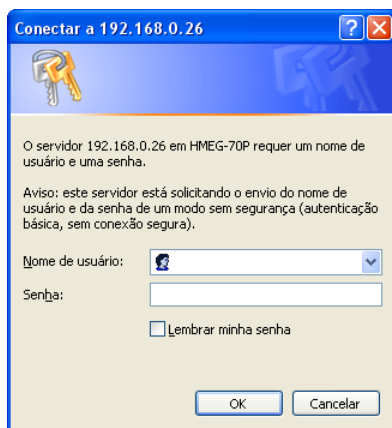 Conectar a 192.168.0.26
O servidor 192.168.0.26 em HMEG-70P requer um nome de
usuário e uma senha.
Aviso: este servidor está solicitando o envio do nome de
usuário e da senha de um modo sem segurança (autenticação
básica, sem conexão segura).
Nome de usuário:
Senha:
Lembrar minha senha
OK Cancelar